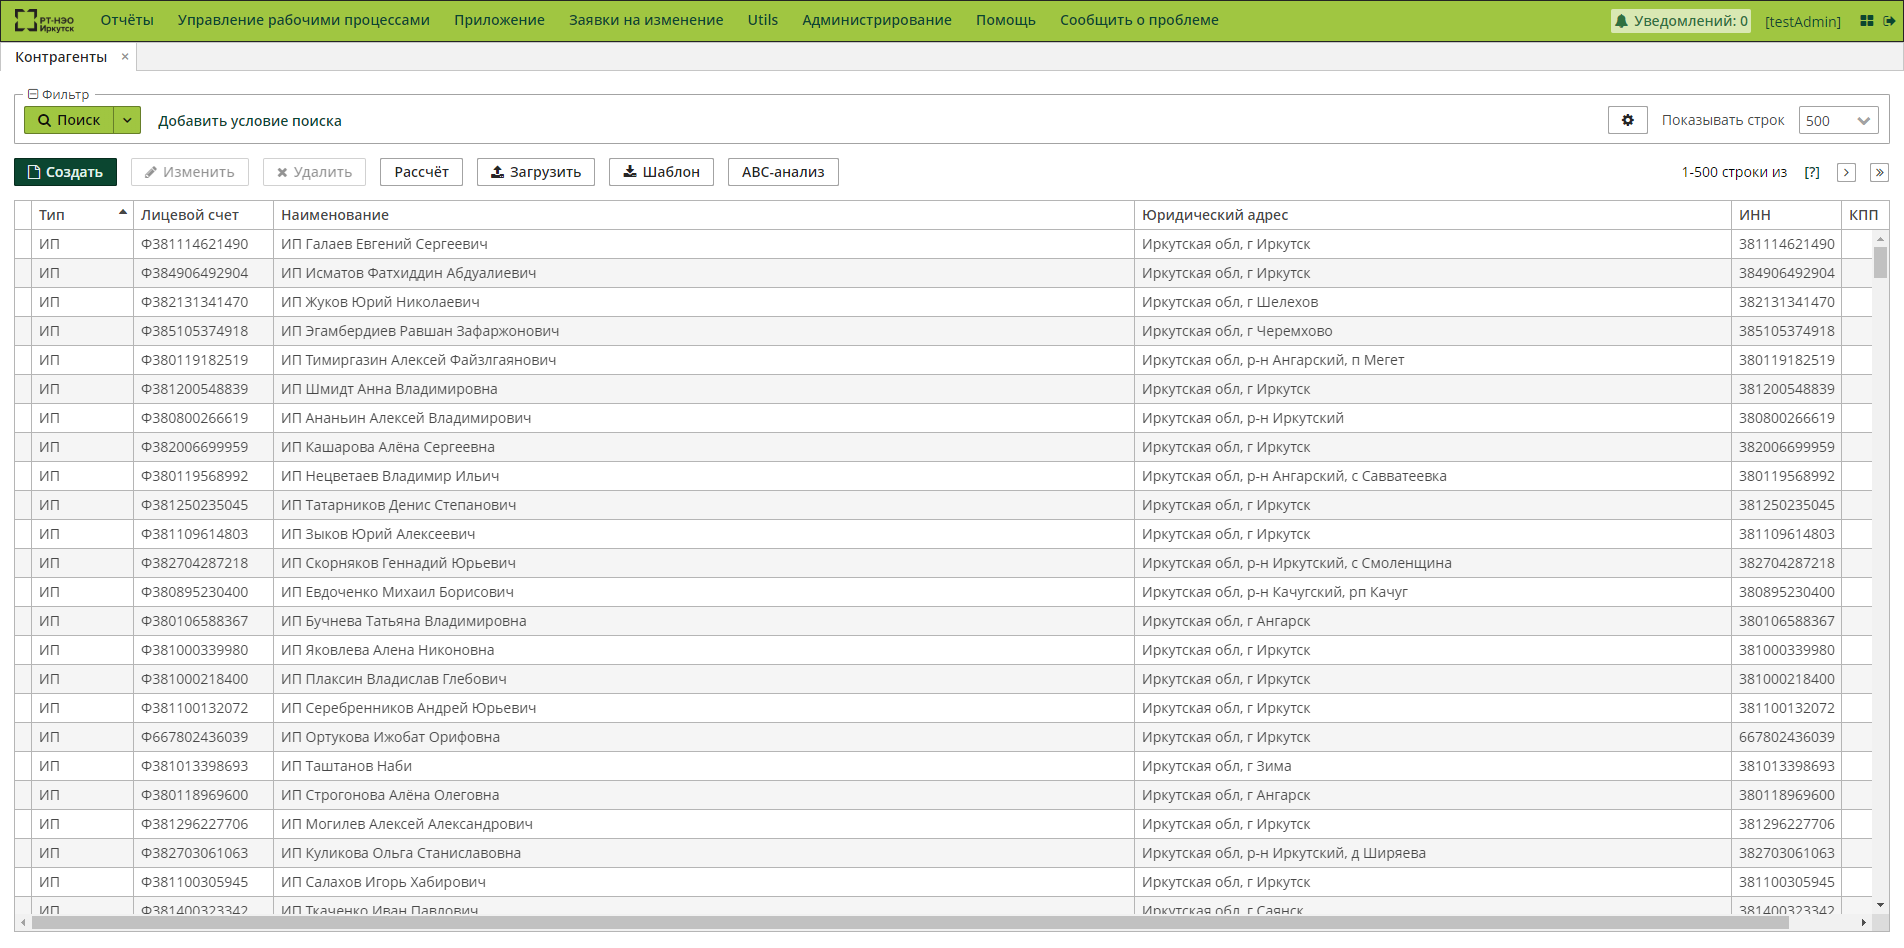 РТ-НЭО Иркутск Отчёты Управление рабочими процессами Приложение Заявки на изменение Utils Администрирование Помощь Сообщить о проблеме Уведомлений: 0 [testAdmin]
Контрагенты ×
Фильтр
Поиск Добавить условие поиска Показывать строк 500
Создать Изменить Удалить Рассчёт Загрузить Шаблон ABC-анализ 1-500 строки из [?]
Тип Лицевой счет Наименование Юридический адрес ИНН КПП
ИП Ф381114621490 ИП Галаев Евгений Сергеевич Иркутская обл, г Иркутск 381114621490
ИП Ф384906492904 ИП Исматов Фатхиддин Абдуалиевич Иркутская обл, г Иркутск 384906492904
ИП Ф382131341470 ИП Жуков Юрий Николаевич Иркутская обл, г Шелехов 382131341470
ИП Ф385105374918 ИП Эгамбердиев Равшан Зафаржонович Иркутская обл, г Черемхово 385105374918
ИП Ф380119182519 ИП Тимиргазин Алексей Файзлгаянович Иркутская обл, р-н Ангарский, п Мегет 380119182519
ИП Ф381200548839 ИП Шмидт Анна Владимировна Иркутская обл, г Иркутск 381200548839
ИП Ф380800266619 ИП Ананьин Алексей Владимирович Иркутская обл, р-н Иркутский 380800266619
ИП Ф382006699959 ИП Кашарова Алёна Сергеевна Иркутская обл, г Иркутск 382006699959
ИП Ф380119568992 ИП Нецветаев Владимир Ильич Иркутская обл, р-н Ангарский, с Савватеевка 380119568992
ИП Ф381250235045 ИП Татарников Денис Степанович Иркутская обл, г Иркутск 381250235045
ИП Ф381109614803 ИП Зыков Юрий Алексеевич Иркутская обл, г Иркутск 381109614803
ИП Ф382704287218 ИП Скорняков Геннадий Юрьевич Иркутская обл, р-н Иркутский, с Смоленщина 382704287218
ИП Ф380895230400 ИП Евдоченко Михаил Борисович Иркутская обл, р-н Качугский, рп Качуг 380895230400
ИП Ф380106588367 ИП Бучнева Татьяна Владимировна Иркутская обл, г Ангарск 380106588367
ИП Ф381000339980 ИП Яковлева Алена Никоновна Иркутская обл, г Иркутск 381000339980
ИП Ф381000218400 ИП Плаксин Владислав Глебович Иркутская обл, г Иркутск 381000218400
ИП Ф381100132072 ИП Серебренников Андрей Юрьевич Иркутская обл, г Иркутск 381100132072
ИП Ф667802436039 ИП Ортукова Ижобат Орифовна Иркутская обл, г Иркутск 667802436039
ИП Ф381013398693 ИП Таштанов Наби Иркутская обл, г Зима 381013398693
ИП Ф380118969600 ИП Строгонова Алёна Олеговна Иркутская обл, г Ангарск 380118969600
ИП Ф381296227706 ИП Могилев Алексей Александрович Иркутская обл, г Иркутск 381296227706
ИП Ф382703061063 ИП Куликова Ольга Станиславовна Иркутская обл, р-н Иркутский, д Ширяева 382703061063
ИП Ф381100305945 ИП Салахов Игорь Хабирович Иркутская обл, г Иркутск 381100305945
ИП Ф381400323342 ИП Ткаченко Иван Павлович Иркутская обл, г Саянск 381400323342